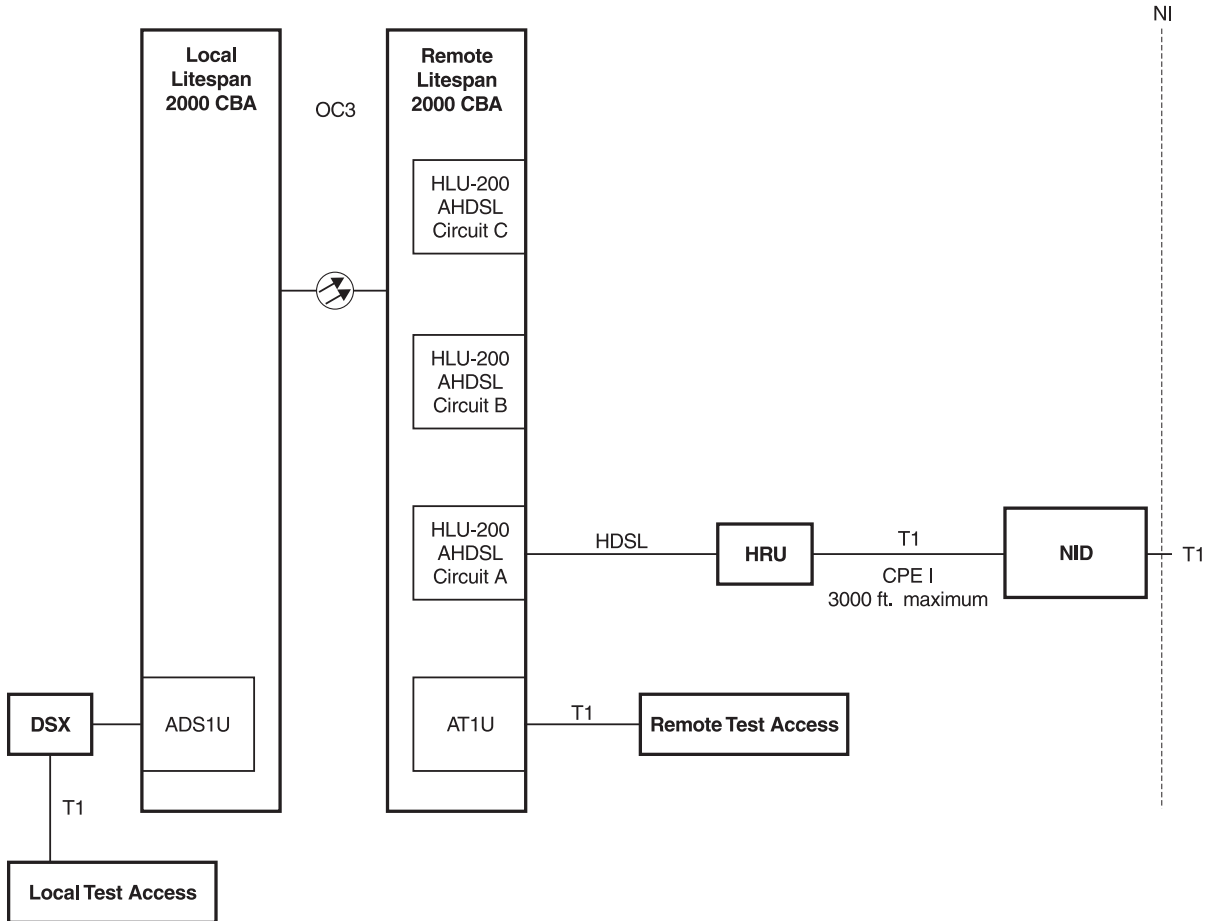 NI
Local
Litespan
2000 CBA
OC3
Remote
Litespan
2000 CBA
HLU-200
AHDSL
Circuit C
HLU-200
AHDSL
Circuit B
HLU-200
AHDSL
Circuit A
HDSL
HRU
T1
CPE I
3000 ft. maximum
NID
T1
DSX
ADS1U
AT1U
T1
Remote Test Access
T1
Local Test Access